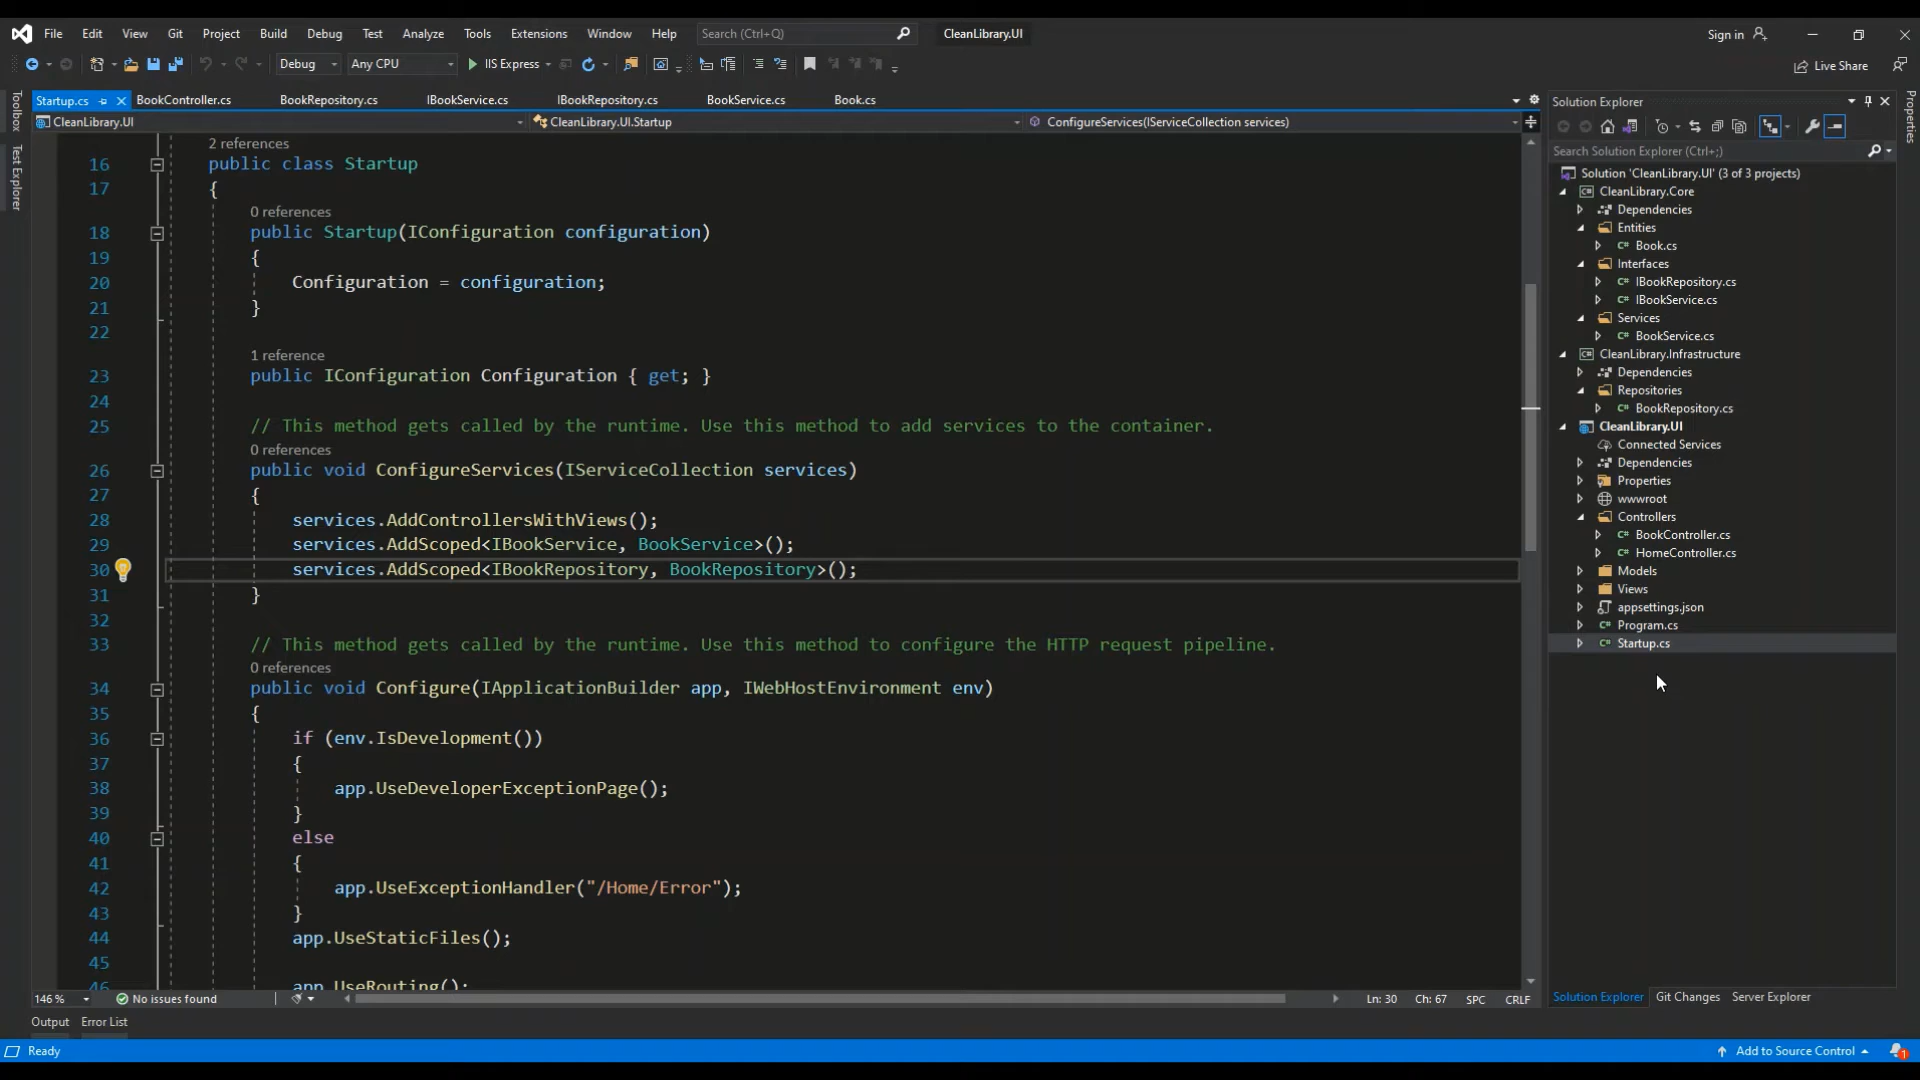 File Edit View Git Project Build Debug Test Analyze Tools Extensions Window Help Search (Ctrl+Q) CleanLibrary.UI Sign in
Debug Any CPU IIS Express Live Share
Startup.cs BookController.cs BookRepository.cs IBookService.cs IBookRepository.cs BookService.cs Book.cs
CleanLibrary.UI CleanLibrary.UI.Startup ConfigureServices(IServiceCollection services)
Toolbox
Test Explorer
2 references
16 public class Startup
17 {
0 references
18 public Startup(IConfiguration configuration)
19 {
20 Configuration = configuration;
21 }
22
1 reference
23 public IConfiguration Configuration { get; }
24
25 // This method gets called by the runtime. Use this method to add services to the container.
0 references
26 public void ConfigureServices(IServiceCollection services)
27 {
28 services.AddControllersWithViews();
29 services.AddScoped<IBookService, BookService>();
30 services.AddScoped<IBookRepository, BookRepository>();
31 }
32
33 // This method gets called by the runtime. Use this method to configure the HTTP request pipeline.
0 references
34 public void Configure(IApplicationBuilder app, IWebHostEnvironment env)
35 {
36 if (env.IsDevelopment())
37 {
38 app.UseDeveloperExceptionPage();
39 }
40 else
41 {
42 app.UseExceptionHandler("/Home/Error");
43 }
44 app.UseStaticFiles();
45
46 app.UseRouting();
146 % No issues found Ln: 30 Ch: 67 SPC CRLF
Output Error List
Ready Add to Source Control 1
Solution Explorer
Search Solution Explorer (Ctrl+;)
Solution 'CleanLibrary.UI' (3 of 3 projects)
C# CleanLibrary.Core
Dependencies
Entities
C# Book.cs
Interfaces
C# IBookRepository.cs
C# IBookService.cs
Services
C# BookService.cs
C# CleanLibrary.Infrastructure
Dependencies
Repositories
C# BookRepository.cs
CleanLibrary.UI
Connected Services
Dependencies
Properties
wwwroot
Controllers
C# BookController.cs
C# HomeController.cs
Models
Views
appsettings.json
C# Program.cs
C# Startup.cs
Solution Explorer Git Changes Server Explorer
Properties